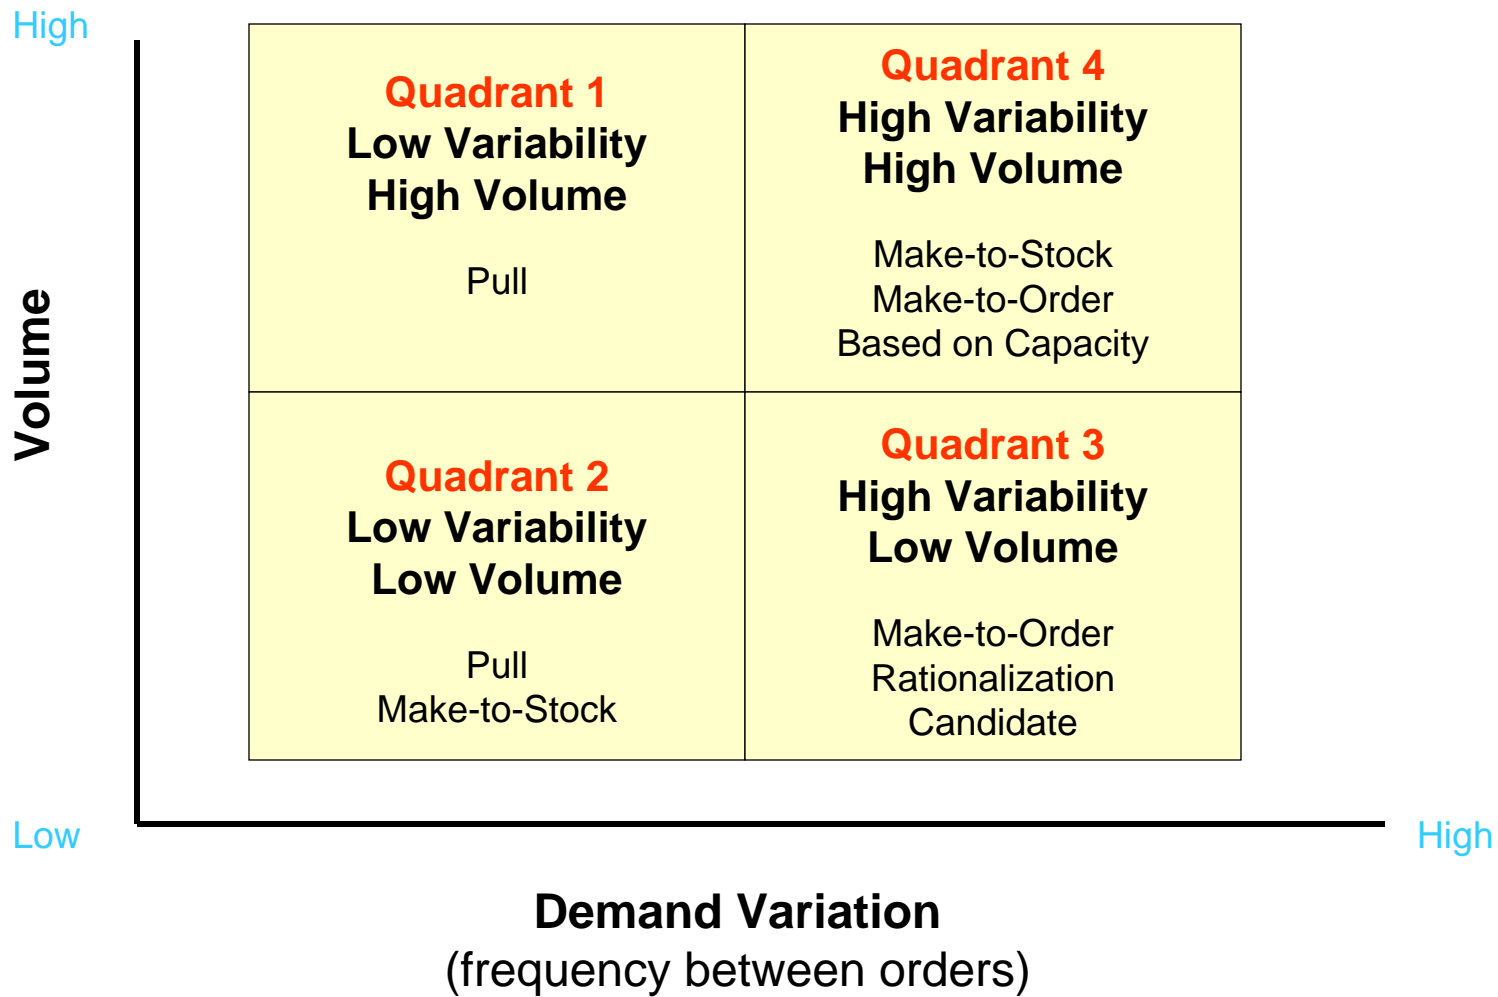 High
Volume
Quadrant 1
Low Variability
High Volume
Pull
Quadrant 4
High Variability
High Volume
Make-to-Stock
Make-to-Order
Based on Capacity
Quadrant 2
Low Variability
Low Volume
Pull
Make-to-Stock
Quadrant 3
High Variability
Low Volume
Make-to-Order
Rationalization
Candidate
Low
High
Demand Variation
(frequency between orders)